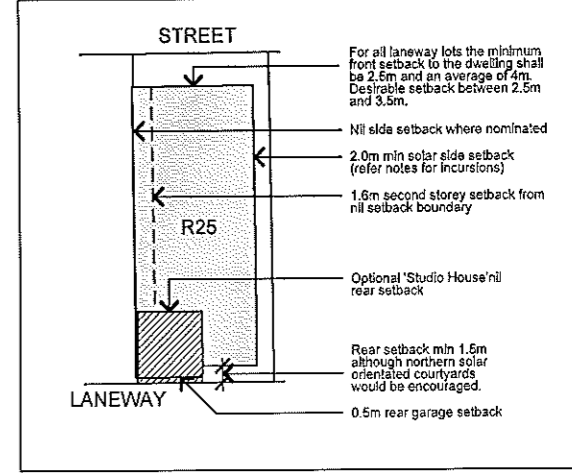 STREET
For all laneway lots the minimum
front setback to the dwelling shall
be 2.5m and an average of 4m.
Desirable setback between 2.5m
and 3.5m.
Nil side setback where nominated
2.0m min solar side setback
(refer notes for incursions)
1.6m second storey setback from
nil setback boundary
R25
Optional 'Studio House'nil
rear setback
Rear setback min 1.5m
although northern solar
orientated courtyards
would be encouraged.
LANEWAY
0.5m rear garage setback